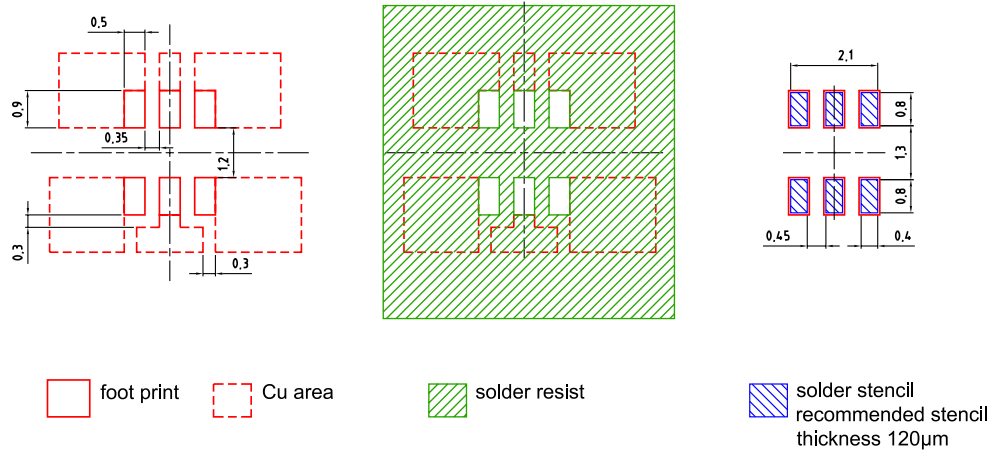 0.5
0.9
0.35
1.2
0.3
0.3
2.1
0.8
1.3
0.8
0.45
0.4
foot print
Cu area
solder resist
solder stencil
recommended stencil
thickness 120µm